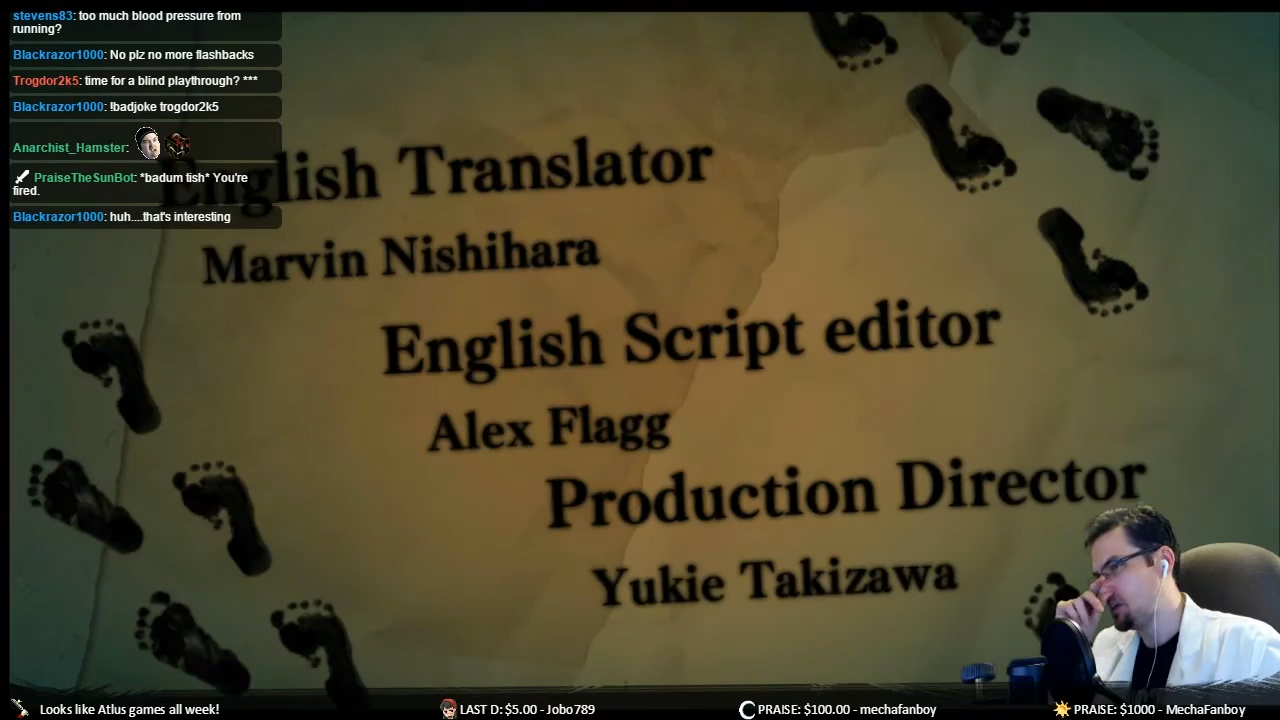 stevens83: too much blood pressure from
running?
Blackrazor1000: No plz no more flashbacks
Trogdor2k5: time for a blind playthrough? ***
Blackrazor1000: !badjoke trogdor2k5
Anarchist_Hamster:
PraiseTheSunBot: *badum tish* You're
fired.
Blackrazor1000: huh....that's interesting
English Translator
Marvin Nishihara
English Script editor
Alex Flagg
Production Director
Yukie Takizawa
Looks like Atlus games all week!
LAST D: $5.00 - Jobo789
PRAISE: $100.00 - mechafanboy
PRAISE: $1000 - MechaFanboy